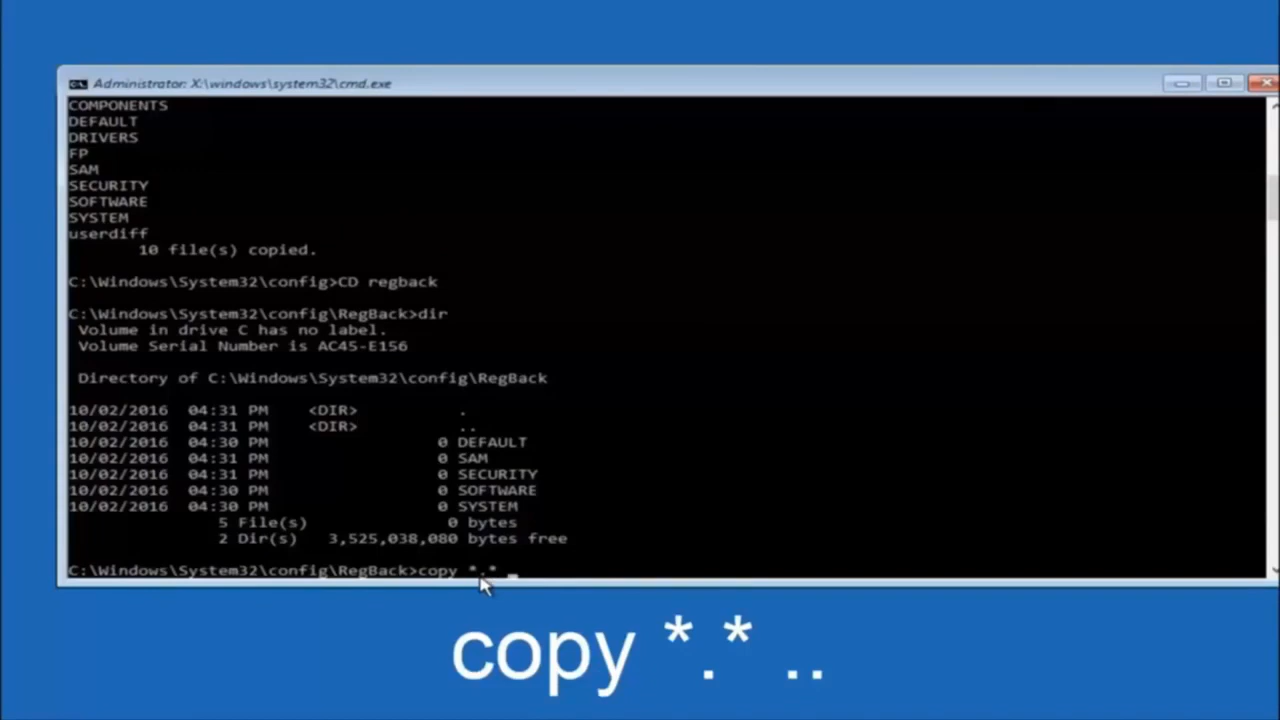 Administrator: X:\windows\system32\cmd.exe
COMPONENTS
DEFAULT
DRIVERS
FP
SAM
SECURITY
SOFTWARE
SYSTEM
userdiff
        10 file(s) copied.
C:\Windows\System32\config>CD regback
C:\Windows\System32\config\RegBack>dir
 Volume in drive C has no label.
 Volume Serial Number is AC45-E156
 Directory of C:\Windows\System32\config\RegBack
10/02/2016  04:31 PM    <DIR>          .
10/02/2016  04:31 PM    <DIR>          ..
10/02/2016  04:30 PM                 0 DEFAULT
10/02/2016  04:31 PM                 0 SAM
10/02/2016  04:31 PM                 0 SECURITY
10/02/2016  04:30 PM                 0 SOFTWARE
10/02/2016  04:30 PM                 0 SYSTEM
               5 File(s)              0 bytes
               2 Dir(s)   3,525,038,080 bytes free
C:\Windows\System32\config\RegBack>copy *.* _
copy *.* ..